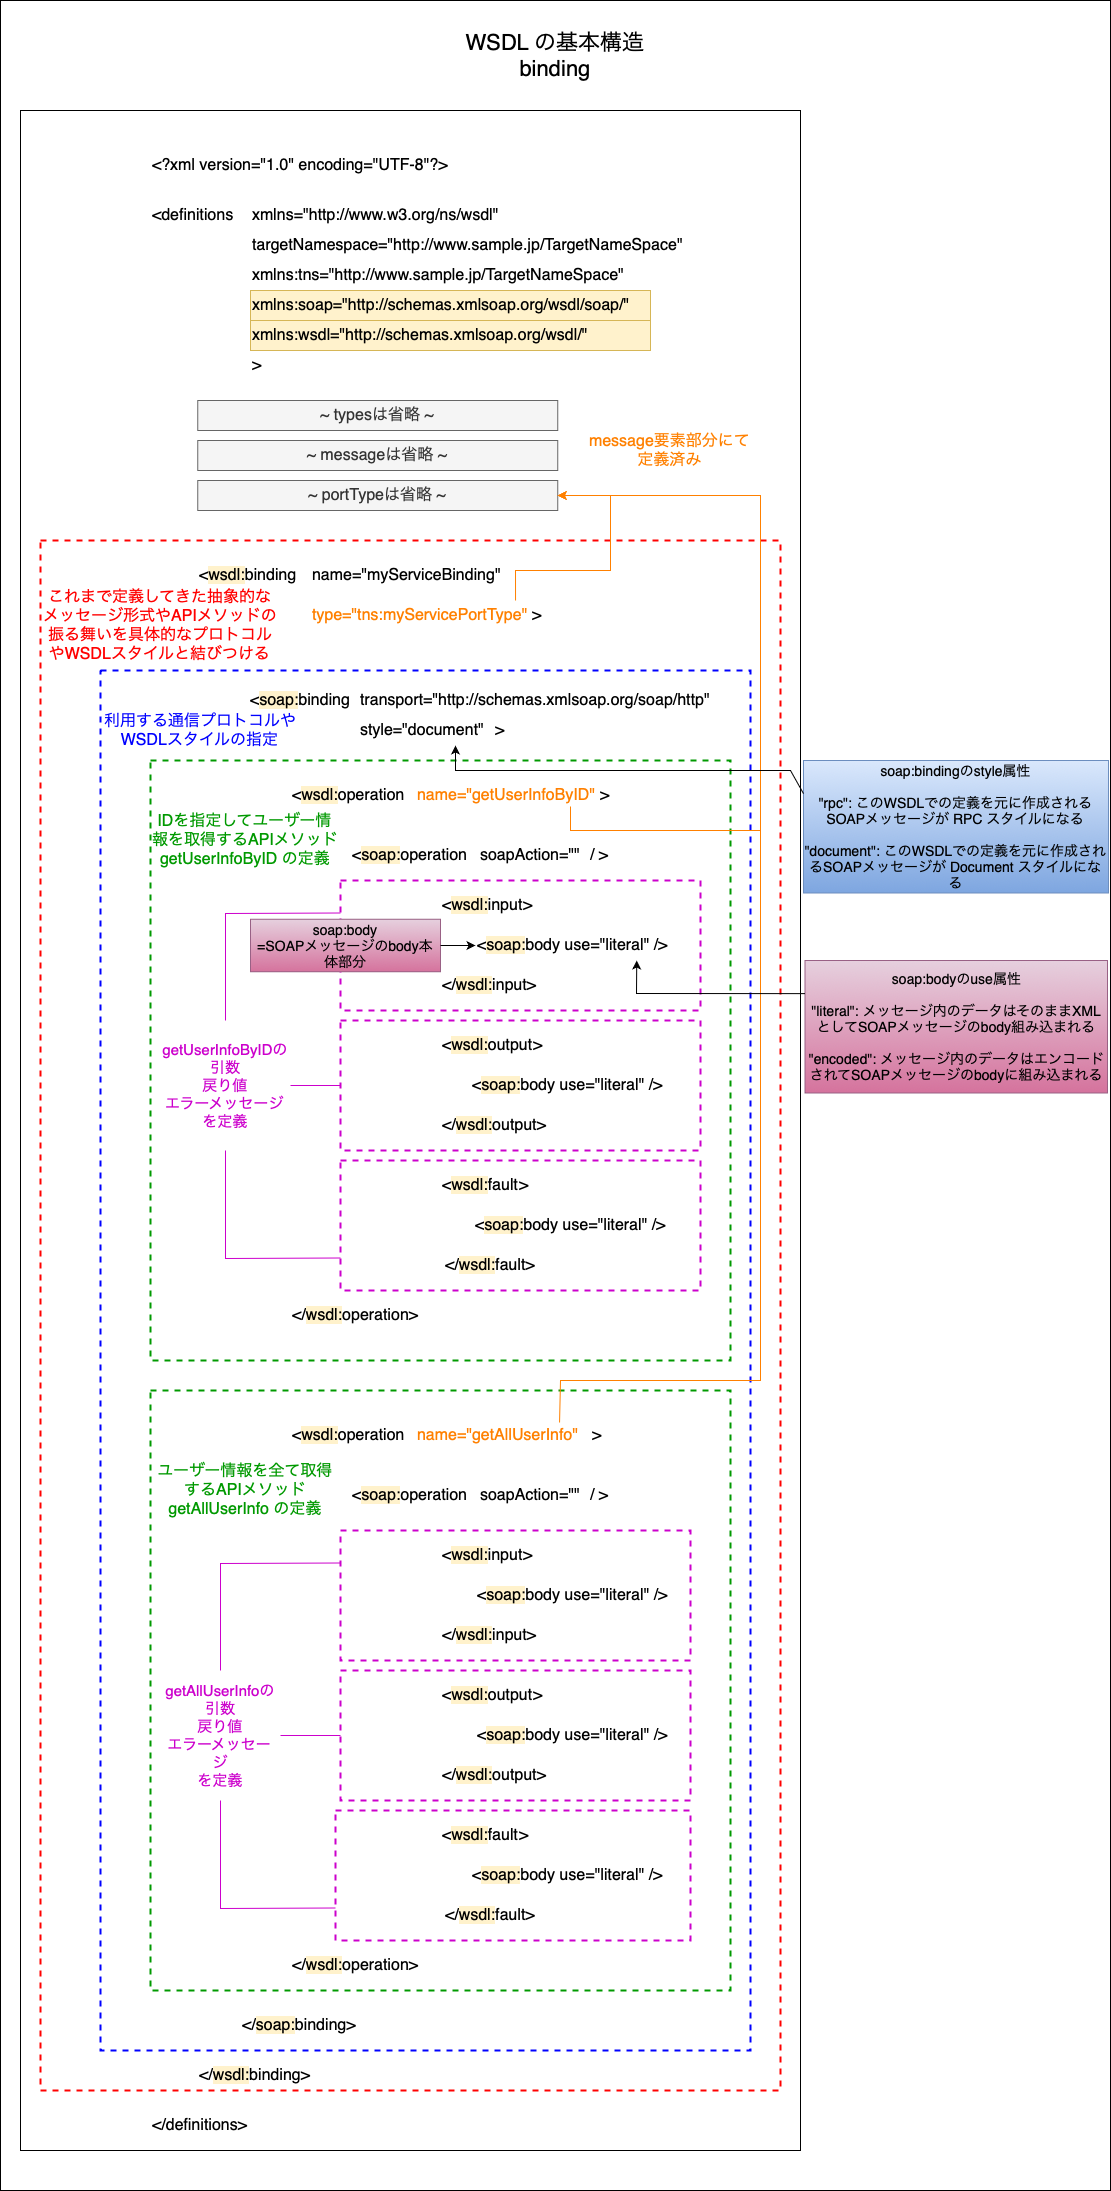 WSDL の基本構造
binding
<?xml version="1.0" encoding="UTF-8"?>
<definitions xmlns="http://www.w3.org/ns/wsdl"
targetNamespace="http://www.sample.jp/TargetNameSpace"
xmlns:tns="http://www.sample.jp/TargetNameSpace"
xmlns:soap="http://schemas.xmlsoap.org/wsdl/soap/"
xmlns:wsdl="http://schemas.xmlsoap.org/wsdl/"
>
~ typesは省略 ~
message要素部分にて
定義済み
~ messageは省略 ~
~ portTypeは省略 ~
<wsdl:binding name="myServiceBinding"
type="tns:myServicePortType" >
これまで定義してきた抽象的な
メッセージ形式やAPIメソッドの
振る舞いを具体的なプロトコル
やWSDLスタイルと結びつける
<soap:binding transport="http://schemas.xmlsoap.org/soap/http"
style="document" >
利用する通信プロトコルや
WSDLスタイルの指定
soap:bindingのstyle属性
"rpc": このWSDLでの定義を元に作成される
SOAPメッセージが RPC スタイルになる
"document": このWSDLでの定義を元に作成され
るSOAPメッセージが Document スタイルにな
る
<wsdl:operation name="getUserInfoByID" >
IDを指定してユーザー情
報を取得するAPIメソッド
getUserInfoByID の定義
<soap:operation soapAction="" / >
<wsdl:input>
soap:body
=SOAPメッセージのbody本
体部分
<soap:body use="literal" />
</wsdl:input>
soap:bodyのuse属性
"literal": メッセージ内のデータはそのままXML
としてSOAPメッセージのbody組み込まれる
"encoded": メッセージ内のデータはエンコード
されてSOAPメッセージのbodyに組み込まれる
getUserInfoByIDの
引数
戻り値
エラーメッセージ
を定義
<wsdl:output>
<soap:body use="literal" />
</wsdl:output>
<wsdl:fault>
<soap:body use="literal" />
</wsdl:fault>
</wsdl:operation>
<wsdl:operation name="getAllUserInfo" >
ユーザー情報を全て取得
するAPIメソッド
getAllUserInfo の定義
<soap:operation soapAction="" / >
<wsdl:input>
<soap:body use="literal" />
</wsdl:input>
getAllUserInfoの
引数
戻り値
エラーメッセー
ジ
を定義
<wsdl:output>
<soap:body use="literal" />
</wsdl:output>
<wsdl:fault>
<soap:body use="literal" />
</wsdl:fault>
</wsdl:operation>
</soap:binding>
</wsdl:binding>
</definitions>